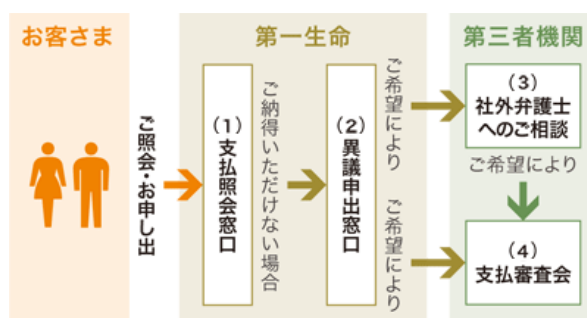 お客さま
第一生命
第三者機関
ご照会・お申し出
(1)支払照会窓口
ご納得いただけない場合
(2)異議申出窓口
ご希望により
(3)
社外弁護士
へのご相談
ご希望により
ご希望により
(4)
支払審査会